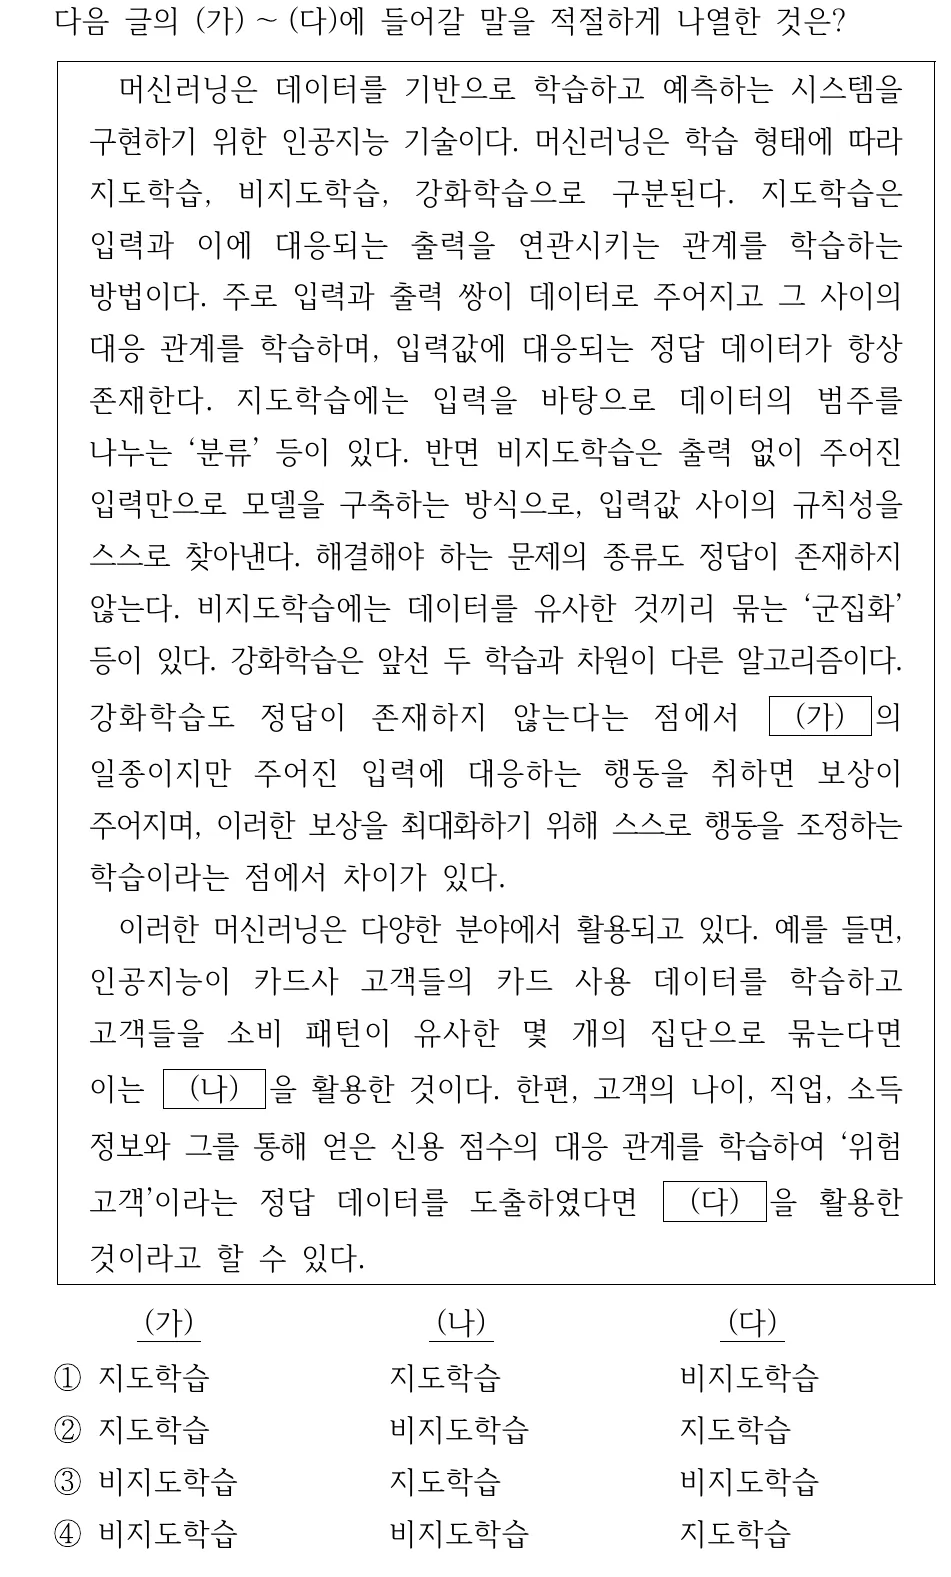 다음 글의 (가) ~ (다)에 들어갈 말을 적절하게 나열한 것은?
머신러닝은 데이터를 기반으로 학습하고 예측하는 시스템을
구현하기 위한 인공지능 기술이다. 머신러닝은 학습 형태에 따라
지도학습, 비지도학습, 강화학습으로 구분된다. 지도학습은
입력과 이에 대응되는 출력을 연관시키는 관계를 학습하는
방법이다. 주로 입력과 출력 쌍이 데이터로 주어지고 그 사이의
대응 관계를 학습하며, 입력값에 대응되는 정답 데이터가 항상
존재한다. 지도학습에는 입력을 바탕으로 데이터의 범주를
나누는 ‘분류’ 등이 있다. 반면 비지도학습은 출력 없이 주어진
입력만으로 모델을 구축하는 방식으로, 입력값 사이의 규칙성을
스스로 찾아낸다. 해결해야 하는 문제의 종류도 정답이 존재하지
않는다. 비지도학습에는 데이터를 유사한 것끼리 묶는 ‘군집화’
등이 있다. 강화학습은 앞선 두 학습과 차원이 다른 알고리즘이다.
강화학습도 정답이 존재하지 않는다는 점에서 (가) 의
일종이지만 주어진 입력에 대응하는 행동을 취하면 보상이
주어지며, 이러한 보상을 최대화하기 위해 스스로 행동을 조정하는
학습이라는 점에서 차이가 있다.
이러한 머신러닝은 다양한 분야에서 활용되고 있다. 예를 들면,
인공지능이 카드사 고객들의 카드 사용 데이터를 학습하고
고객들을 소비 패턴이 유사한 몇 개의 집단으로 묶는다면
이는 (나) 을 활용한 것이다. 한편, 고객의 나이, 직업, 소득
정보와 그를 통해 얻은 신용 점수의 대응 관계를 학습하여 ‘위험
고객’이라는 정답 데이터를 도출하였다면 (다) 을 활용한
것이라고 할 수 있다.
(가) (나) (다)
① 지도학습 지도학습 비지도학습
② 지도학습 비지도학습 지도학습
③ 비지도학습 지도학습 비지도학습
④ 비지도학습 비지도학습 지도학습